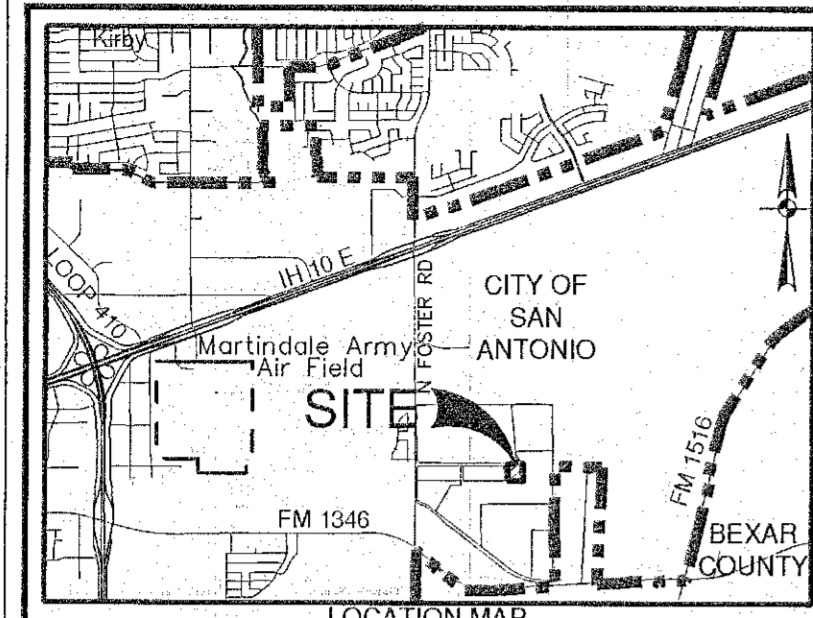 Kirby
LOOP 410
IH 10 E
N FOSTER RD
CITY OF
SAN
ANTONIO
Martindale Army
Air Field
SITE
FM 1346
FM 1516
BEXAR
COUNTY
LOCATION MAP